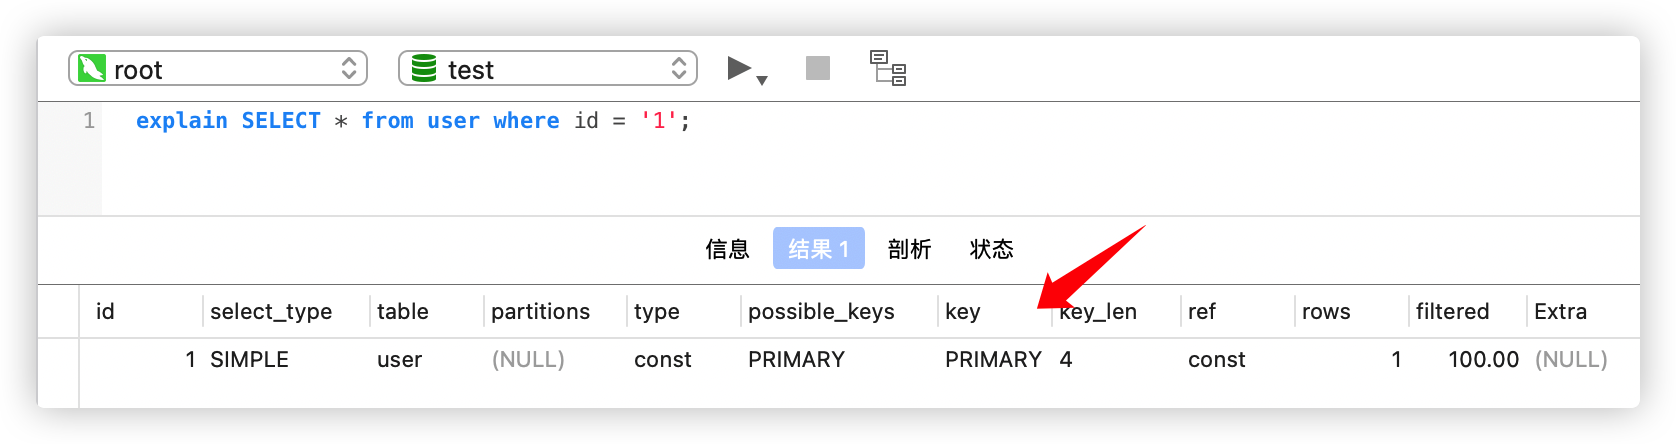 root test
1 explain SELECT * from user where id = '1';
信息 结果 1 剖析 状态
id select_type table partitions type possible_keys key key_len ref rows filtered Extra
1 SIMPLE user (NULL) const PRIMARY PRIMARY 4 const 1 100.00 (NULL)